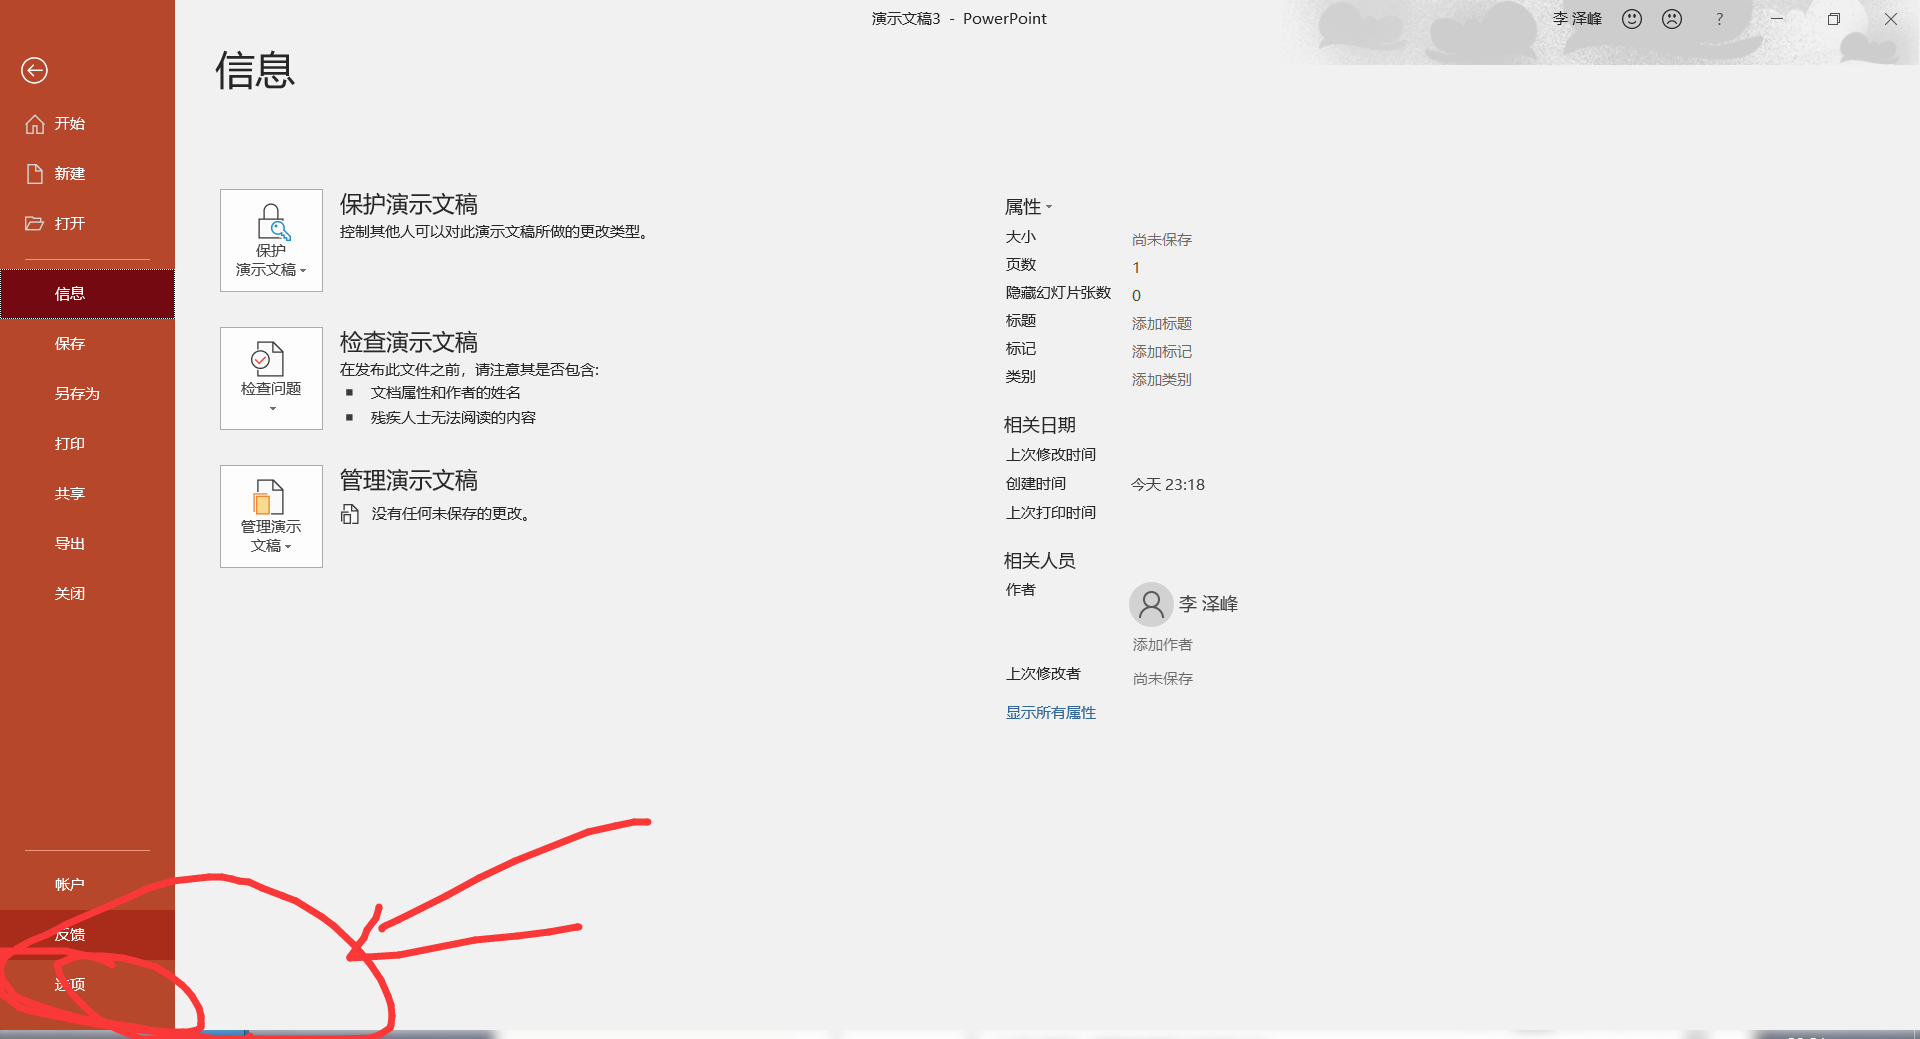 演示文稿3 - PowerPoint
李 泽峰
?
信息
开始
新建
打开
信息
保存
另存为
打印
共享
导出
关闭
帐户
反馈
选项
保护
演示文稿
保护演示文稿
控制其他人可以对此演示文稿所做的更改类型。
检查问题
检查演示文稿
在发布此文件之前，请注意其是否包含:
■ 文档属性和作者的姓名
■ 残疾人士无法阅读的内容
管理演示
文稿
管理演示文稿
没有任何未保存的更改。
属性
大小 尚未保存
页数 1
隐藏幻灯片张数 0
标题 添加标题
标记 添加标记
类别 添加类别
相关日期
上次修改时间
创建时间 今天 23:18
上次打印时间
相关人员
作者
李 泽峰
添加作者
上次修改者 尚未保存
显示所有属性